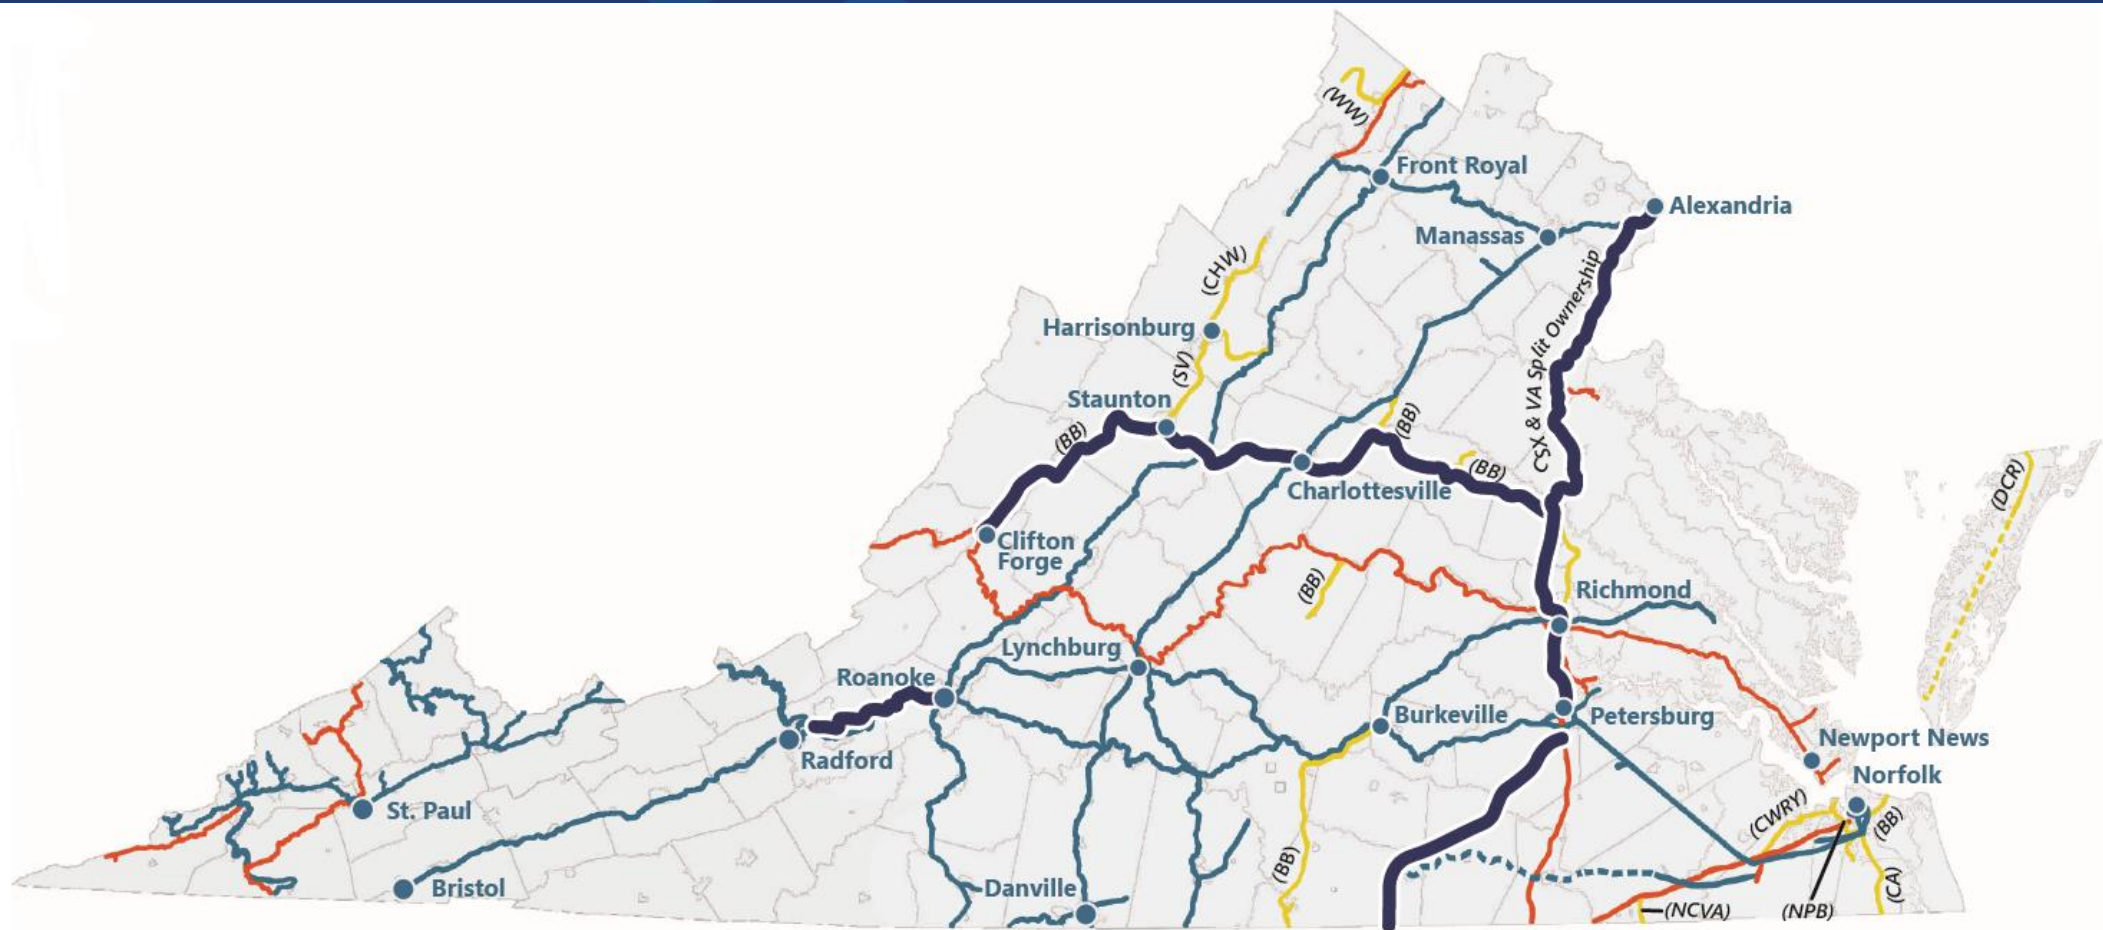 (WW)
Front Royal
Alexandria
Manassas
(CHW)
CSX & VA Split Ownership
Harrisonburg
(SV)
Staunton
(BB)
(BB)
(BB)
Charlottesville
(DCR)
Clifton
Forge
(BB)
Richmond
Lynchburg
Roanoke
Burkeville
Petersburg
Radford
Newport News
Norfolk
St. Paul
(CWRY)
(BB)
(BB)
Bristol
Danville
(CA)
(NCVA)
(NPB)